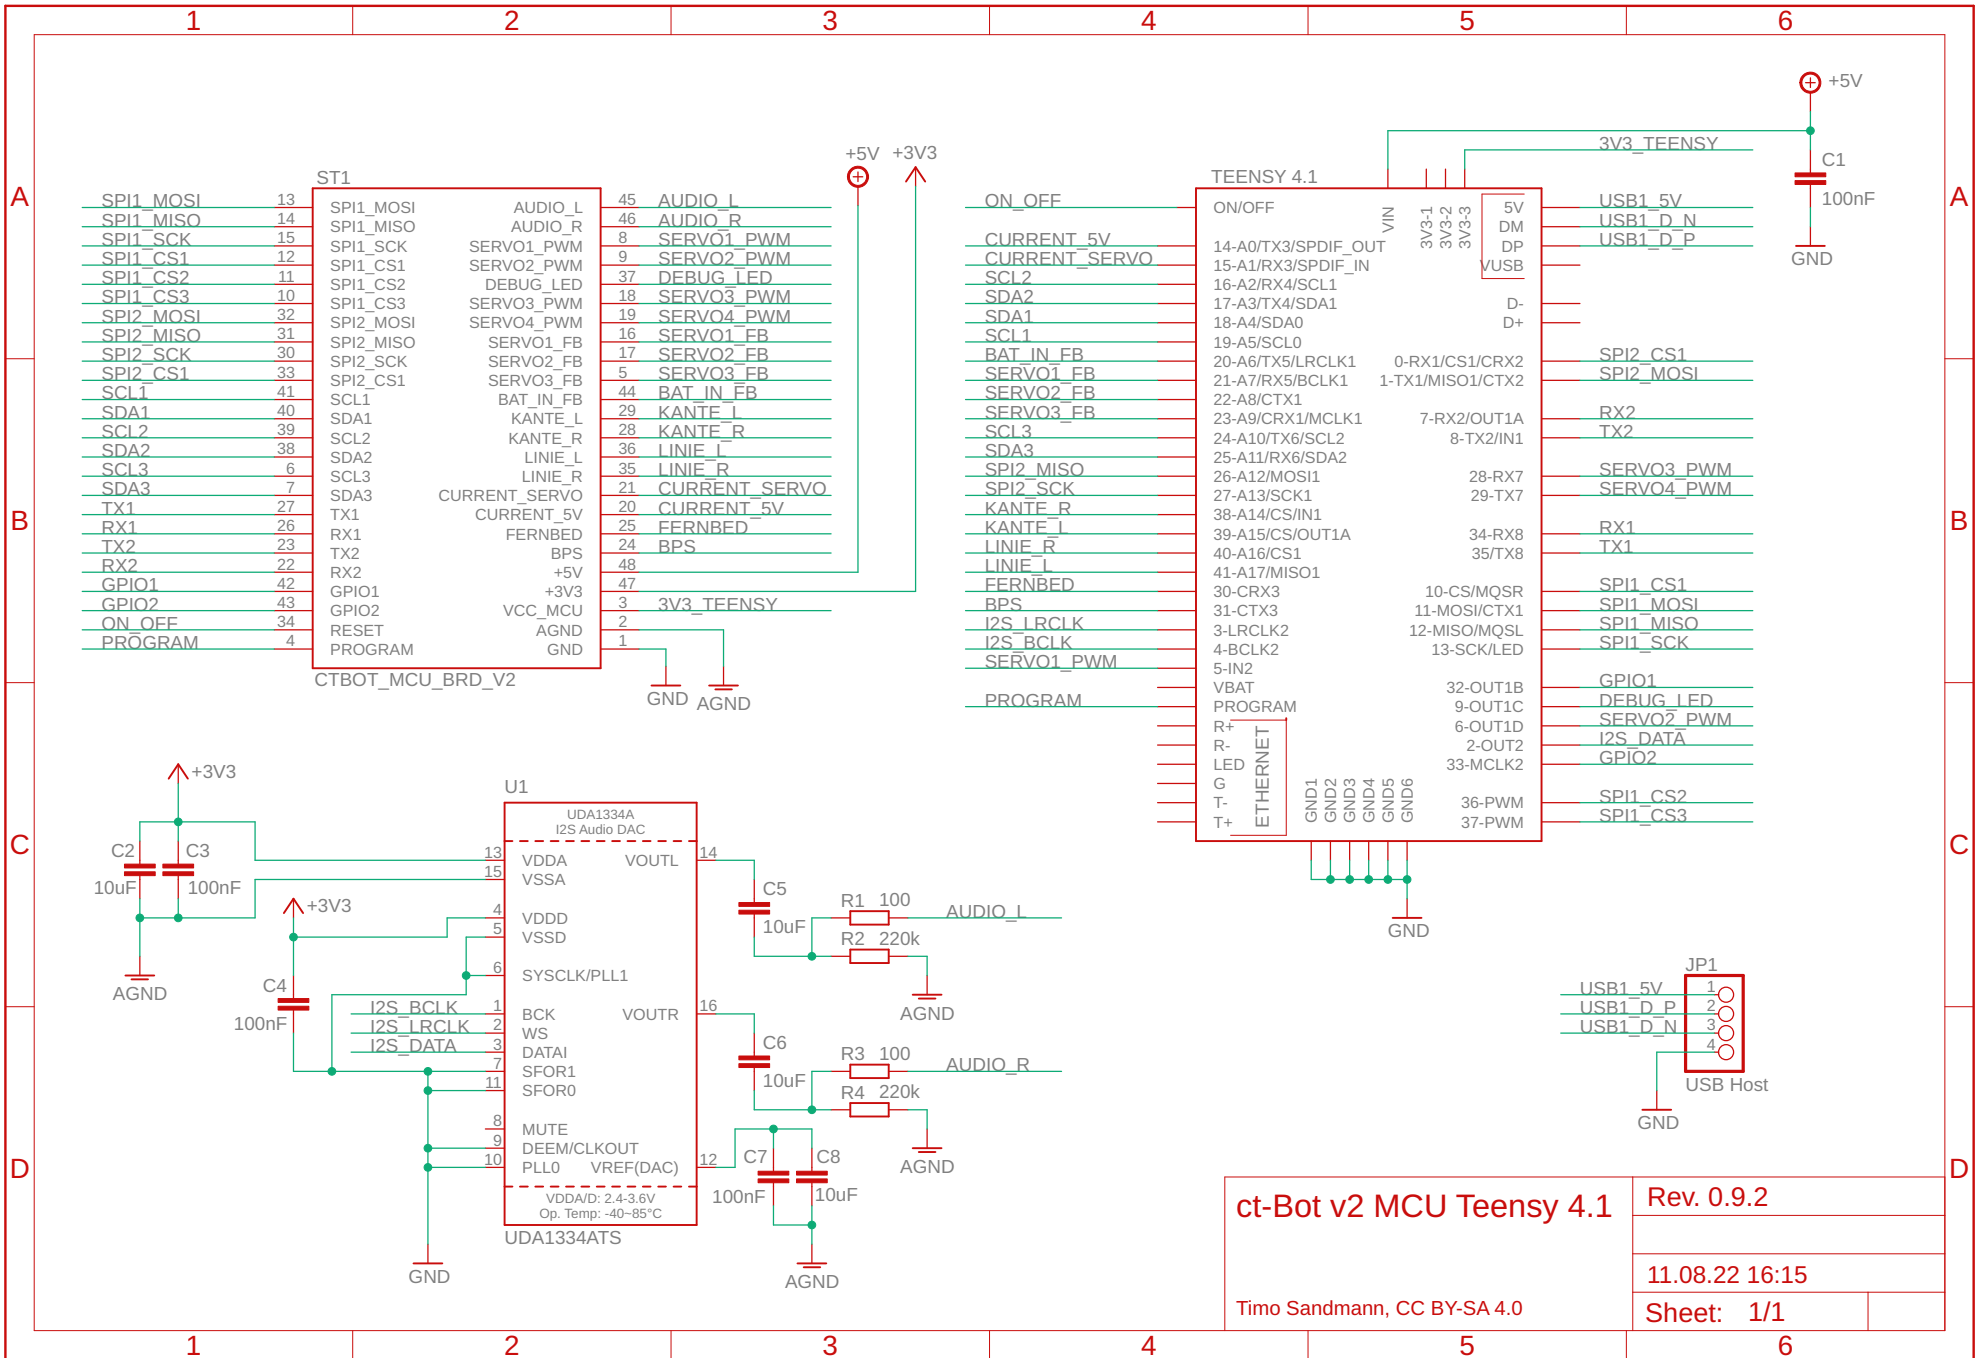 1 2 3 4 5 6
A
B
C
D
ST1
SPI1_MOSI 13 SPI1_MOSI AUDIO_L 45 AUDIO_L
SPI1_MISO 14 SPI1_MISO AUDIO_R 46 AUDIO_R
SPI1_SCK 15 SPI1_SCK SERVO1_PWM 8 SERVO1_PWM
SPI1_CS1 12 SPI1_CS1 SERVO2_PWM 9 SERVO2_PWM
SPI1_CS2 11 SPI1_CS2 DEBUG_LED 37 DEBUG_LED
SPI1_CS3 10 SPI1_CS3 SERVO3_PWM 18 SERVO3_PWM
SPI2_MOSI 32 SPI2_MOSI SERVO4_PWM 19 SERVO4_PWM
SPI2_MISO 31 SPI2_MISO SERVO1_FB 16 SERVO1_FB
SPI2_SCK 30 SPI2_SCK SERVO2_FB 17 SERVO2_FB
SPI2_CS1 33 SPI2_CS1 SERVO3_FB 5 SERVO3_FB
SCL1 41 SCL1 BAT_IN_FB 44 BAT_IN_FB
SDA1 40 SDA1 KANTE_L 29 KANTE_L
SCL2 39 SCL2 KANTE_R 28 KANTE_R
SDA2 38 SDA2 LINIE_L 36 LINIE_L
SCL3 6 SCL3 LINIE_R 35 LINIE_R
SDA3 7 SDA3 CURRENT_SERVO 21 CURRENT_SERVO
TX1 27 TX1 CURRENT_5V 20 CURRENT_5V
RX1 26 RX1 FERNBED 25 FERNBED
TX2 23 TX2 BPS 24 BPS
RX2 22 RX2 +5V 48
GPIO1 42 GPIO1 +3V3 47
GPIO2 43 GPIO2 VCC_MCU 3 3V3_TEENSY
ON_OFF 34 RESET AGND 2
PROGRAM 4 PROGRAM GND 1
CTBOT_MCU_BRD_V2
+5V +3V3
GND AGND
TEENSY 4.1
VIN 3V3-1 3V3-2 3V3-3
3V3_TEENSY
ON_OFF ON/OFF 5V USB1_5V
DM USB1_D_N
CURRENT_5V 14-A0/TX3/SPDIF_OUT DP USB1_D_P
CURRENT_SERVO 15-A1/RX3/SPDIF_IN VUSB
SCL2 16-A2/RX4/SCL1
SDA2 17-A3/TX4/SDA1 D-
SDA1 18-A4/SDA0 D+
SCL1 19-A5/SCL0
BAT_IN_FB 20-A6/TX5/LRCLK1 0-RX1/CS1/CRX2 SPI2_CS1
SERVO1_FB 21-A7/RX5/BCLK1 1-TX1/MISO1/CTX2 SPI2_MOSI
SERVO2_FB 22-A8/CTX1
SERVO3_FB 23-A9/CRX1/MCLK1 7-RX2/OUT1A RX2
SCL3 24-A10/TX6/SCL2 8-TX2/IN1 TX2
SDA3 25-A11/RX6/SDA2
SPI2_MISO 26-A12/MOSI1 28-RX7 SERVO3_PWM
SPI2_SCK 27-A13/SCK1 29-TX7 SERVO4_PWM
KANTE_R 38-A14/CS/IN1
KANTE_L 39-A15/CS/OUT1A 34-RX8 RX1
LINIE_R 40-A16/CS1 35/TX8 TX1
LINIE_L 41-A17/MISO1
FERNBED 30-CRX3 10-CS/MQSR SPI1_CS1
BPS 31-CTX3 11-MOSI/CTX1 SPI1_MOSI
I2S_LRCLK 3-LRCLK2 12-MISO/MQSL SPI1_MISO
I2S_BCLK 4-BCLK2 13-SCK/LED SPI1_SCK
SERVO1_PWM 5-IN2
VBAT 32-OUT1B GPIO1
PROGRAM PROGRAM 9-OUT1C DEBUG_LED
R+ 6-OUT1D SERVO2_PWM
R- 2-OUT2 I2S_DATA
LED 33-MCLK2 GPIO2
G
T- 36-PWM SPI1_CS2
T+ 37-PWM SPI1_CS3
ETHERNET
GND1 GND2 GND3 GND4 GND5 GND6
GND
+5V
C1
100nF
GND
+3V3
C2 C3
10uF 100nF
AGND
+3V3
C4
100nF
U1
UDA1334A
I2S Audio DAC
13 VDDA VOUTL 14
15 VSSA
4 VDDD
5 VSSD
6 SYSCLK/PLL1
I2S_BCLK 1 BCK VOUTR 16
I2S_LRCLK 2 WS
I2S_DATA 3 DATAI
7 SFOR1
11 SFOR0
8 MUTE
9 DEEM/CLKOUT
10 PLL0 VREF(DAC) 12
VDDA/D: 2.4-3.6V
Op. Temp: -40~85°C
UDA1334ATS
GND
C5
10uF
R1 100 AUDIO_L
R2 220k
AGND
C6
10uF
R3 100 AUDIO_R
R4 220k
AGND
C7 C8
100nF 10uF
AGND
JP1
USB1_5V 1
USB1_D_P 2
USB1_D_N 3
4
USB Host
GND
ct-Bot v2 MCU Teensy 4.1
Timo Sandmann, CC BY-SA 4.0
Rev. 0.9.2
11.08.22 16:15
Sheet: 1/1
A
B
C
D
1 2 3 4 5 6